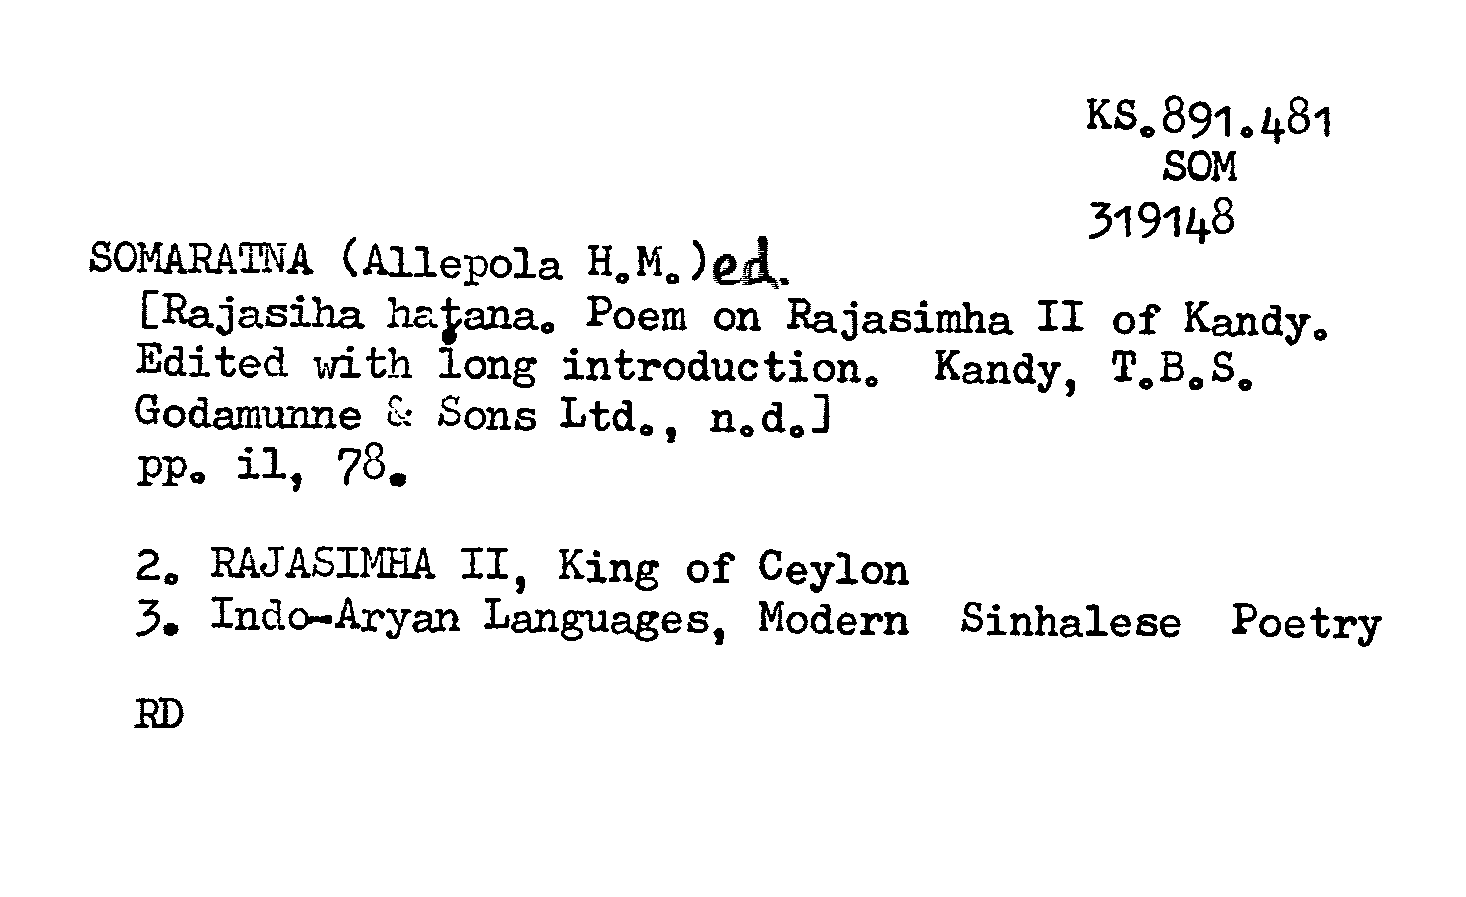 KS.891.481
SOM
319148
SOMARATNA (Allepola H.M.)ed.
[Rajasiha haṭana. Poem on Rajasimha II of Kandy.
Edited with long introduction. Kandy, T.B.S.
Godamunne & Sons Ltd., n.d.]
pp. il, 78.
2. RAJASIMHA II, King of Ceylon
3. Indo-Aryan Languages, Modern Sinhalese Poetry
RD